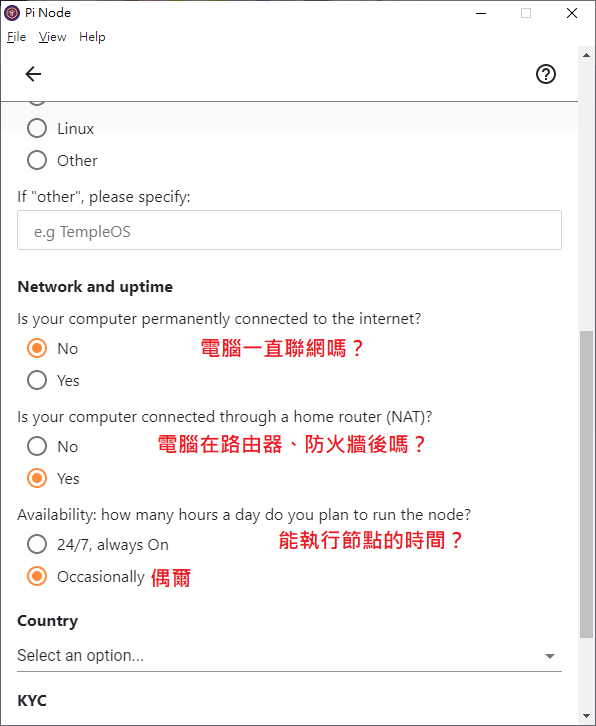 Pi Node
File View Help
Linux
Other
If "other", please specify:
e.g TempleOS
Network and uptime
Is your computer permanently connected to the internet?
No
電腦一直聯網嗎？
Yes
Is your computer connected through a home router (NAT)?
No
電腦在路由器、防火牆後嗎？
Yes
Availability: how many hours a day do you plan to run the node?
能執行節點的時間？
24/7, always On
Occasionally 偶爾
Country
Select an option...
KYC